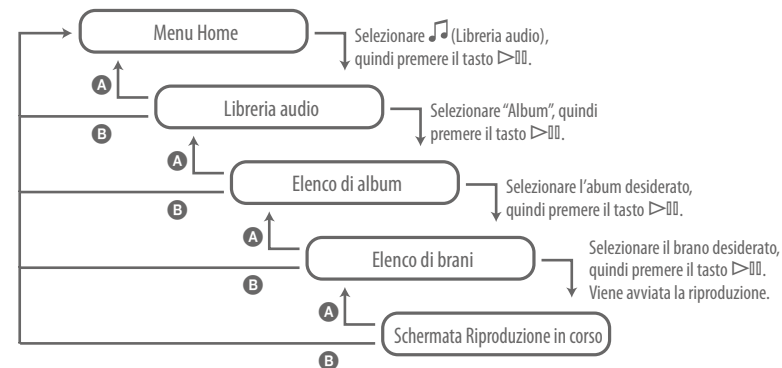 Menu Home
Selezionare (Libreria audio),
quindi premere il tasto ▷II.
A
Libreria audio
B
Selezionare “Album”, quindi
premere il tasto ▷II.
A
Elenco di album
B
Selezionare l’abum desiderato,
quindi premere il tasto ▷II.
A
Elenco di brani
B
Selezionare il brano desiderato,
quindi premere il tasto ▷II.
Viene avviata la riproduzione.
A
Schermata Riproduzione in corso
B